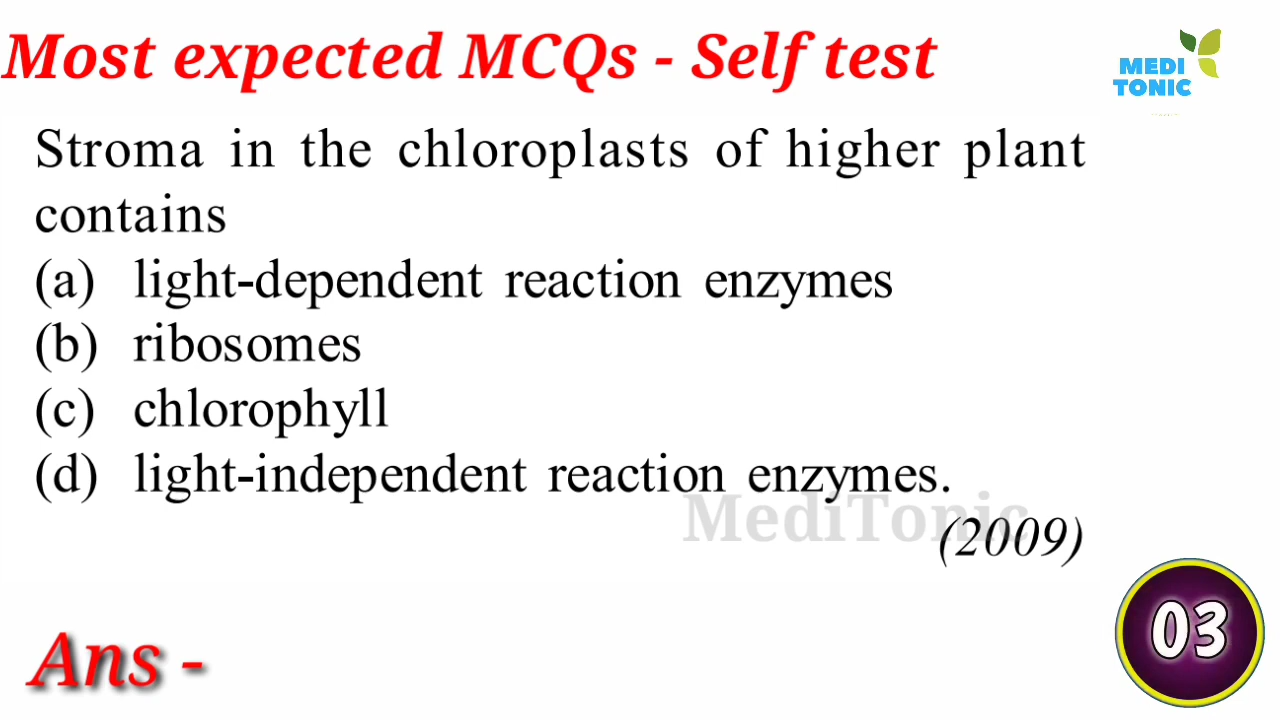 Most expected MCQs - Self test
MEDI
TONIC
Stroma in the chloroplasts of higher plant
contains
(a) light-dependent reaction enzymes
(b) ribosomes
(c) chlorophyll
(d) light-independent reaction enzymes.
MediTonic
(2009)
03
Ans -